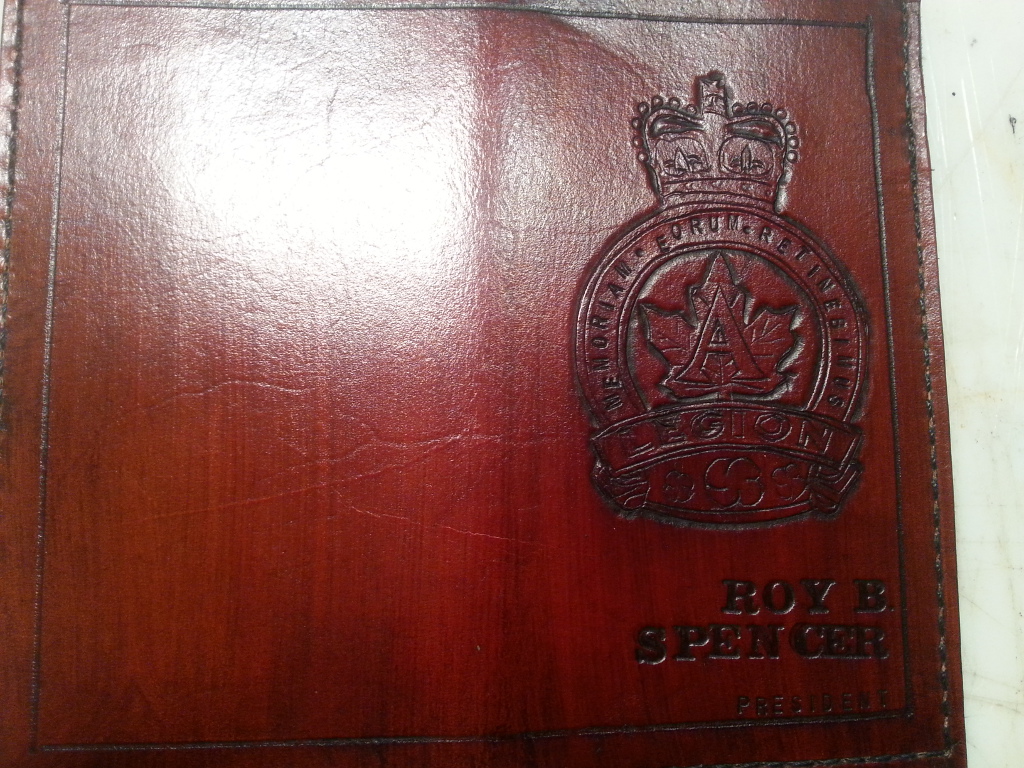 MEMORIAM • EORUM • RETINEBIMUS
A
LEGION
ROY B.
SPENCER
PRESIDENT